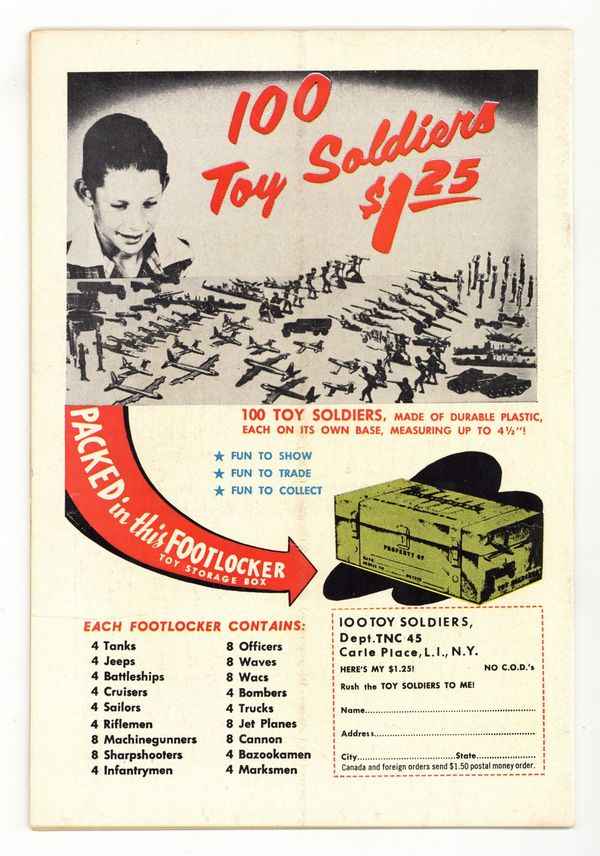 100
Toy Soldiers
$1.25
100 TOY SOLDIERS, MADE OF DURABLE PLASTIC,
EACH ON ITS OWN BASE, MEASURING UP TO 4½"!
★ FUN TO SHOW
★ FUN TO TRADE
★ FUN TO COLLECT
PACKED in this FOOTLOCKER
TOY STORAGE BOX
PROPERTY OF
EACH FOOTLOCKER CONTAINS:
4 Tanks
4 Jeeps
4 Battleships
4 Cruisers
4 Sailors
4 Riflemen
8 Machinegunners
8 Sharpshooters
4 Infantrymen
8 Officers
8 Waves
8 Wacs
4 Bombers
4 Trucks
8 Jet Planes
8 Cannon
4 Bazookamen
4 Marksmen
100 TOY SOLDIERS,
Dept. TNC 45
Carle Place, L.I., N.Y.
HERE'S MY $1.25! NO C.O.D.'s
Rush the TOY SOLDIERS TO ME!
Name
Address
City State
Canada and foreign orders send $1.50 postal money order.